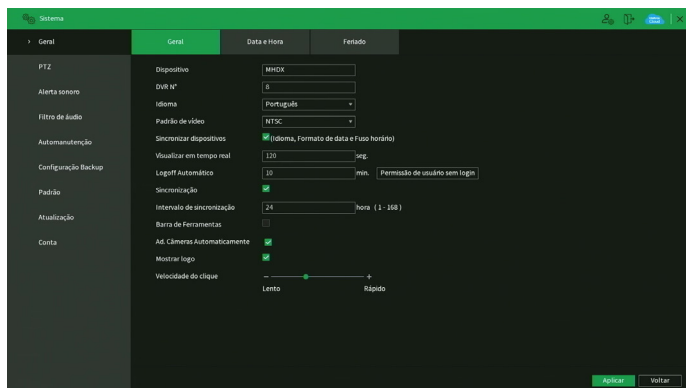 Sistema
Geral
PTZ
Alerta sonoro
Filtro de áudio
Automanutenção
Configuração Backup
Padrão
Atualização
Conta
Geral Data e Hora Feriado
Dispositivo MHDX
DVR N° 8
Idioma Português
Padrão de vídeo NTSC
Sincronizar dispositivos (Idioma, Formato de data e Fuso horário)
Visualizar em tempo real 120 seg.
Logoff Automático 10 min. Permissão de usuário sem login
Sincronização
Intervalo de sincronização 24 hora ( 1 - 168 )
Barra de Ferramentas
Ad. Câmeras Automaticamente
Mostrar logo
Velocidade do clique - +
Lento Rápido
Aplicar Voltar